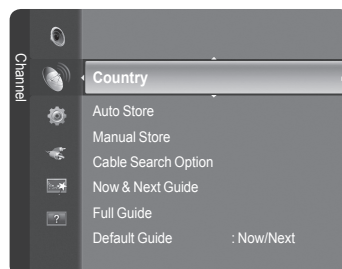 Channel
Country
Auto Store
Manual Store
Cable Search Option
Now & Next Guide
Full Guide
Default Guide : Now/Next
?